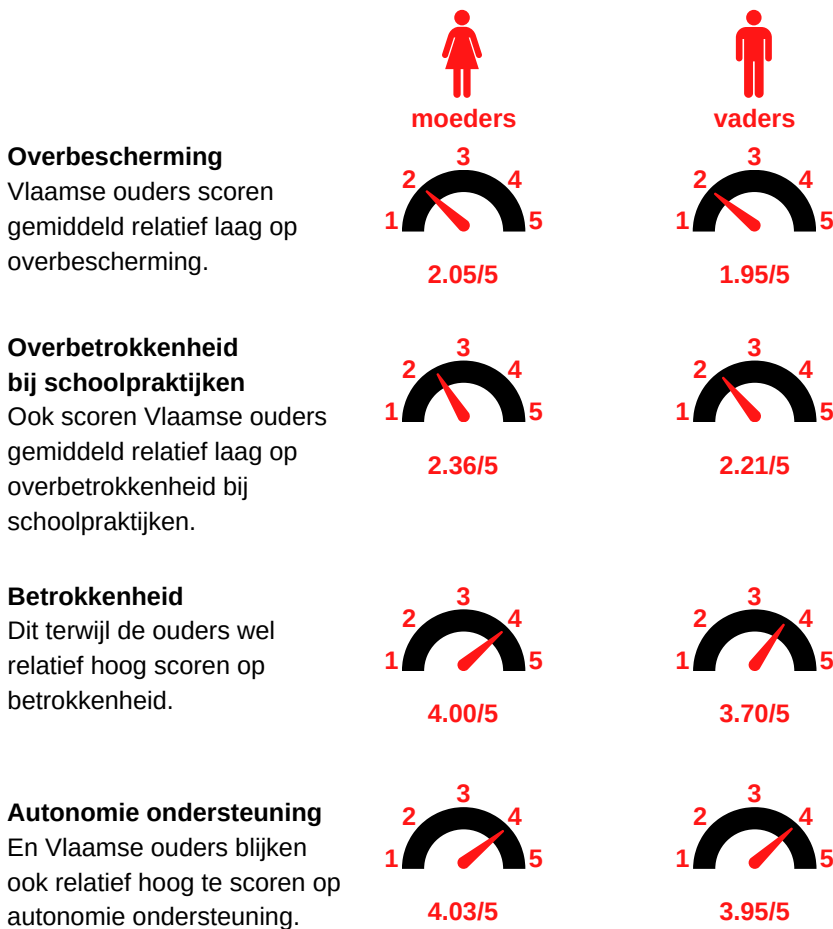 moeders
vaders
Overbescherming
Vlaamse ouders scoren
gemiddeld relatief laag op
overbescherming.
1 2 3 4 5
2.05/5
1 2 3 4 5
1.95/5
Overbetrokkenheid
bij schoolpraktijken
Ook scoren Vlaamse ouders
gemiddeld relatief laag op
overbetrokkenheid bij
schoolpraktijken.
1 2 3 4 5
2.36/5
1 2 3 4 5
2.21/5
Betrokkenheid
Dit terwijl de ouders wel
relatief hoog scoren op
betrokkenheid.
1 2 3 4 5
4.00/5
1 2 3 4 5
3.70/5
Autonomie ondersteuning
En Vlaamse ouders blijken
ook relatief hoog te scoren op
autonomie ondersteuning.
1 2 3 4 5
4.03/5
1 2 3 4 5
3.95/5